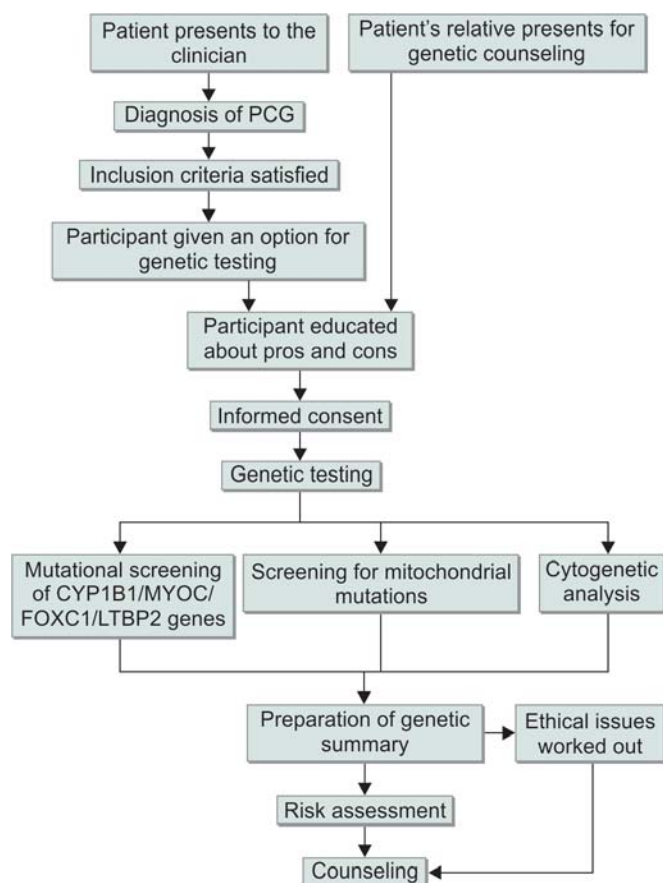 Patient presents to the
clinician
Patient's relative presents for
genetic counseling
Diagnosis of PCG
Inclusion criteria satisfied
Participant given an option for
genetic testing
Participant educated
about pros and cons
Informed consent
Genetic testing
Mutational screening
of CYP1B1/MYOC/
FOXC1/LTBP2 genes
Screening for mitochondrial
mutations
Cytogenetic
analysis
Preparation of genetic
summary
Ethical issues
worked out
Risk assessment
Counseling